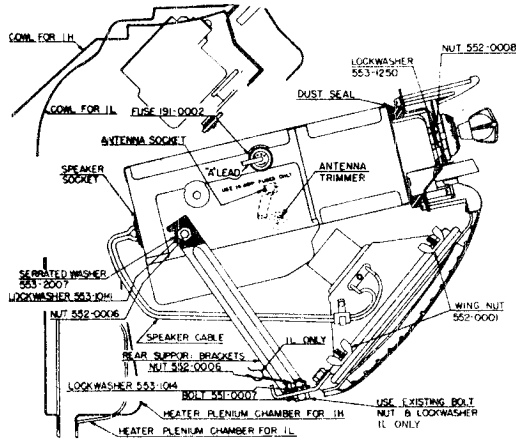 COWL FOR 1H
NUT 552-0008
LOCKWASHER
553-1250
COWL FOR 1L
FUSE 191-0002
DUST SEAL
ANTENNA SOCKET
"A" LEAD
SPEAKER
SOCKET
ANTENNA
TRIMMER
SERRATED WASHER
553-2007
LOCKWASHER 553-1014
NUT 552-0006
WING NUT
552-0001
SPEAKER CABLE
REAR SUPPORT BRACKETS
1L ONLY
NUT 552-0006
LOCKWASHER 553-1014
BOLT 551-0007
USE EXISTING BOLT
NUT & LOCKWASHER
1L ONLY
HEATER PLENIUM CHAMBER FOR 1H
HEATER PLENIUM CHAMBER FOR 1L